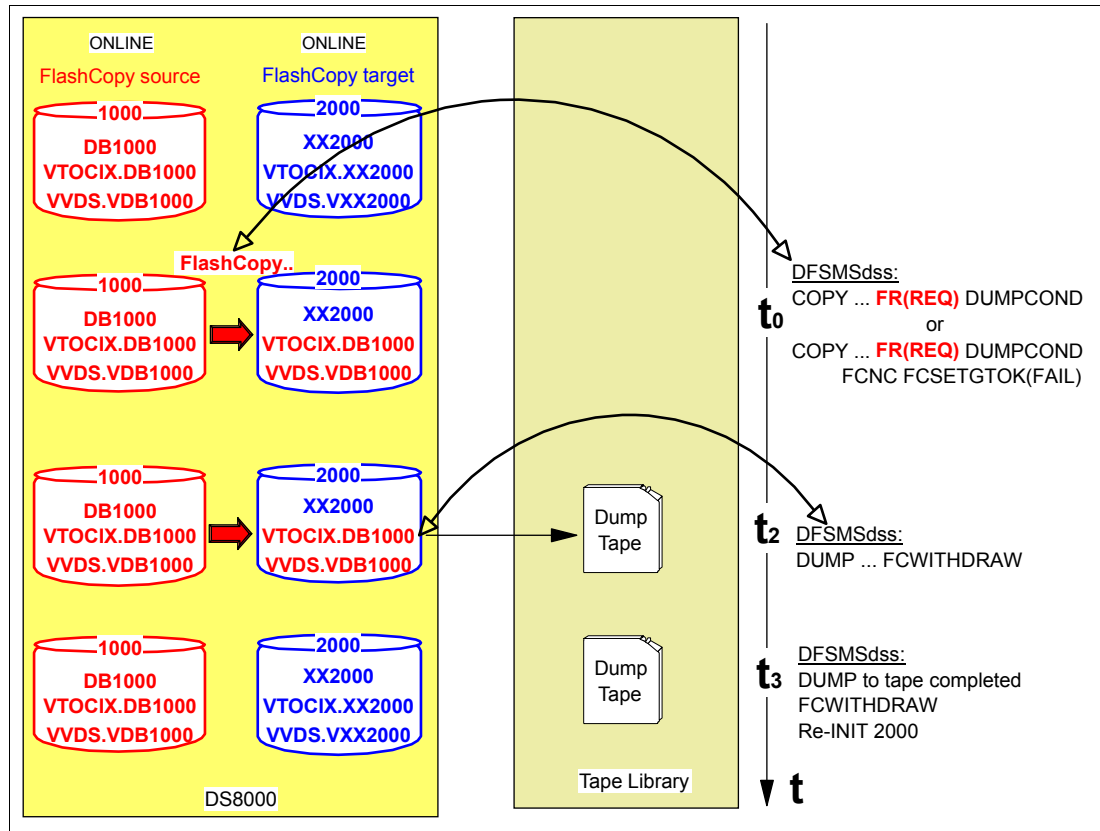 ONLINE
ONLINE
FlashCopy source
FlashCopy target
1000
DB1000
VTOCIX.DB1000
VVDS.VDB1000
2000
XX2000
VTOCIX.XX2000
VVDS.VXX2000
FlashCopy..
1000
DB1000
VTOCIX.DB1000
VVDS.VDB1000
2000
XX2000
VTOCIX.DB1000
VVDS.VDB1000
t0
DFSMSdss:
COPY ... FR(REQ) DUMPCOND
or
COPY ... FR(REQ) DUMPCOND
FCNC FCSETGTOK(FAIL)
1000
DB1000
VTOCIX.DB1000
VVDS.VDB1000
2000
XX2000
VTOCIX.DB1000
VVDS.VDB1000
Dump
Tape
t2
DFSMSdss:
DUMP ... FCWITHDRAW
1000
DB1000
VTOCIX.DB1000
VVDS.VDB1000
2000
XX2000
VTOCIX.XX2000
VVDS.VXX2000
Dump
Tape
t3
DFSMSdss:
DUMP to tape completed
FCWITHDRAW
Re-INIT 2000
DS8000
Tape Library
t